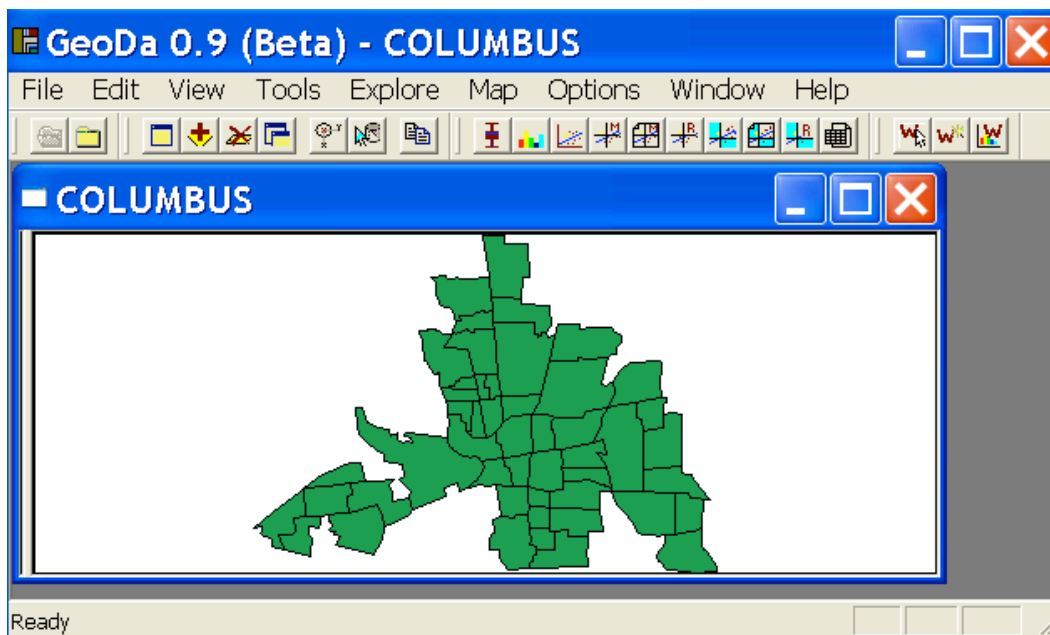 GeoDa 0.9 (Beta) - COLUMBUS
File Edit View Tools Explore Map Options Window Help
COLUMBUS
Ready